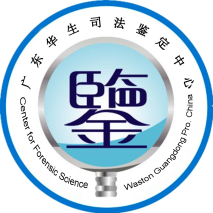 广东华生司法鉴定中心
鑒
Center for Forensic Science
Waston Guangdong Pro. China